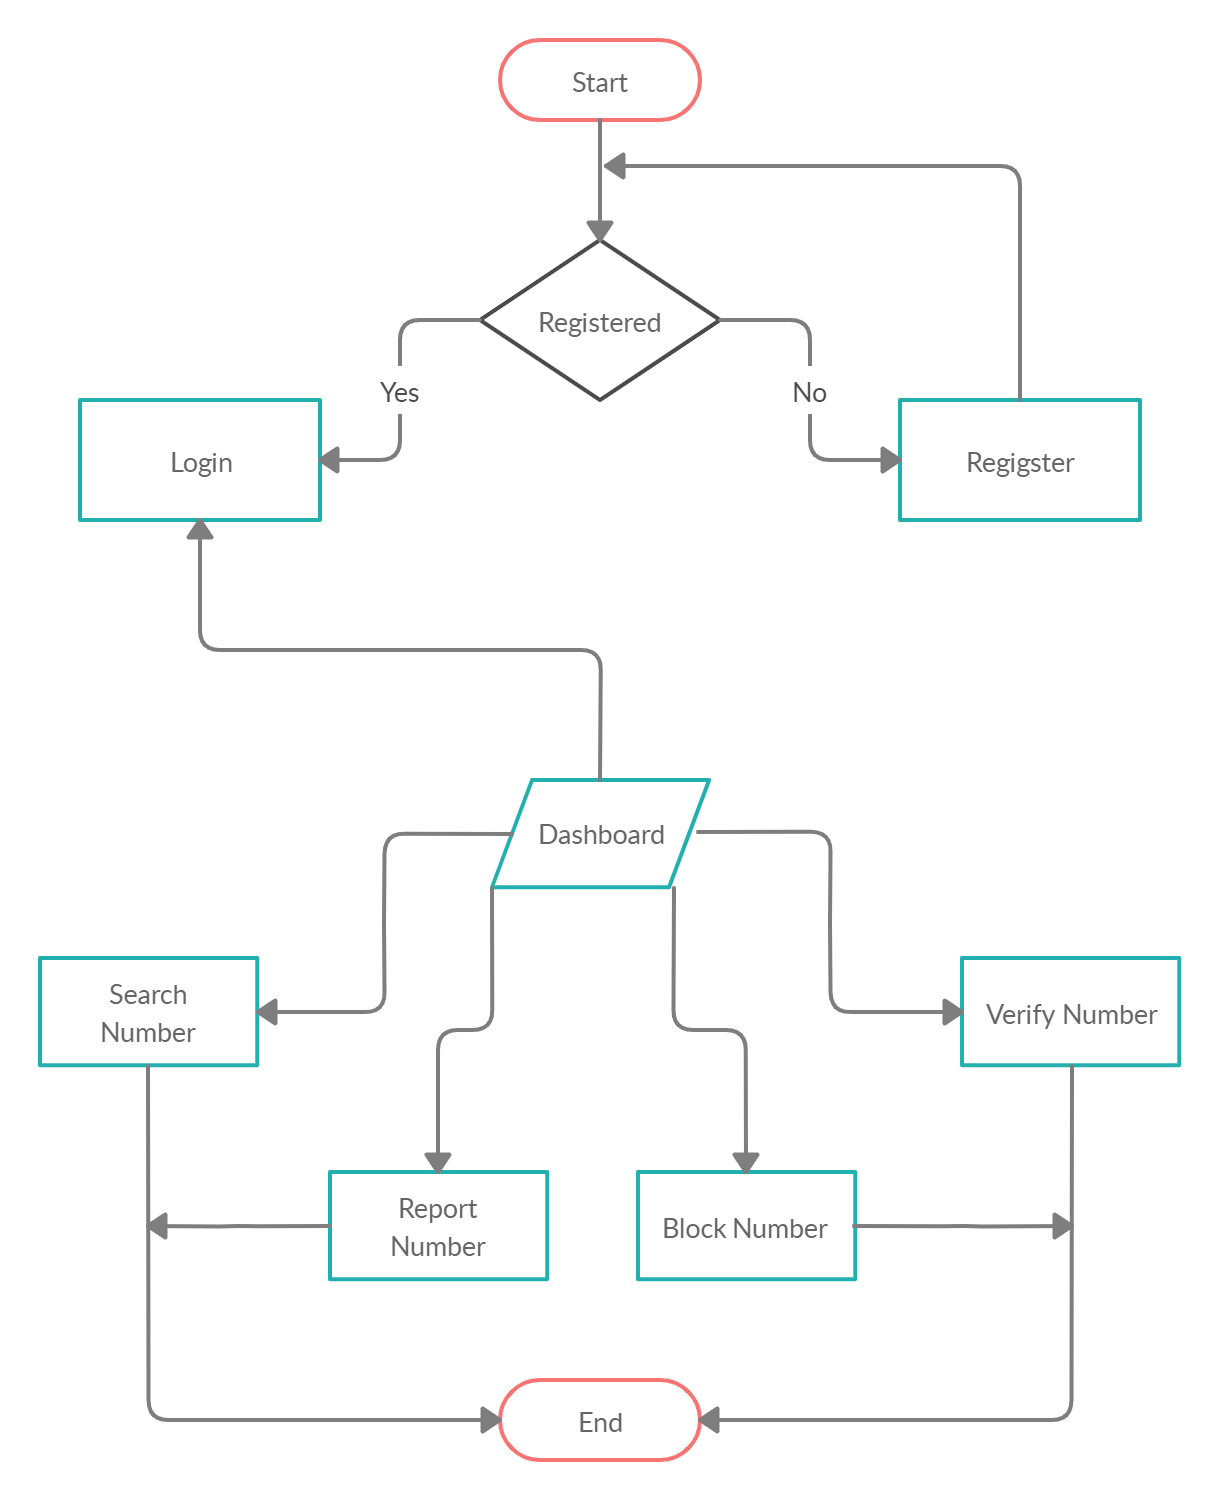 Start
Registered
Yes
No
Login
Regigster
Dashboard
Search
Number
Verify Number
Report
Number
Block Number
End